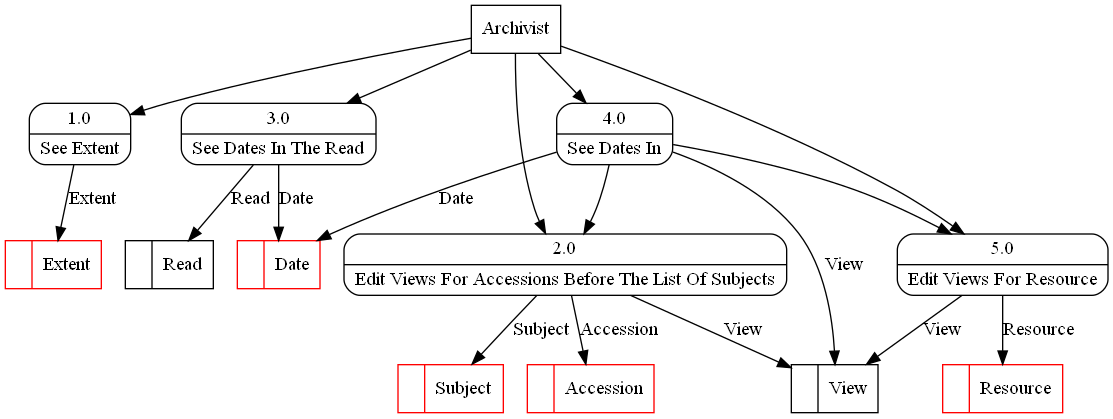 Archivist
1.0
See Extent
3.0
See Dates In The Read
4.0
See Dates In
Extent
Read
Date
Date
Extent
Read
Date
2.0
Edit Views For Accessions Before The List Of Subjects
View
5.0
Edit Views For Resource
Subject
Accession
View
View
Resource
Subject
Accession
View
Resource